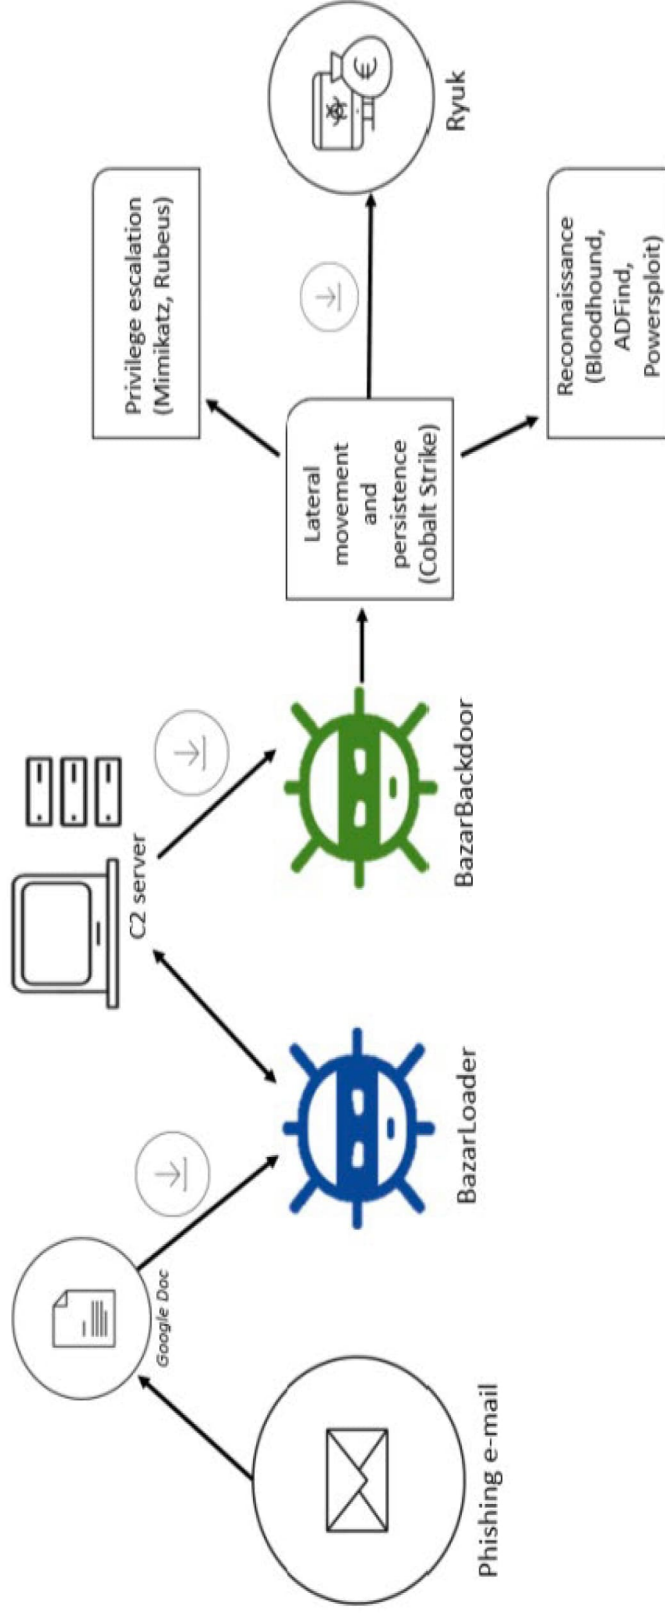 Phishing e-mail
Google Doc
BazarLoader
C2 server
BazarBackdoor
Lateral
movement
and
persistence
(Cobalt Strike)
Privilege escalation
(Mimikatz, Rubeus)
Reconnaissance
(Bloodhound,
ADFind,
Powersploit)
€
Ryuk